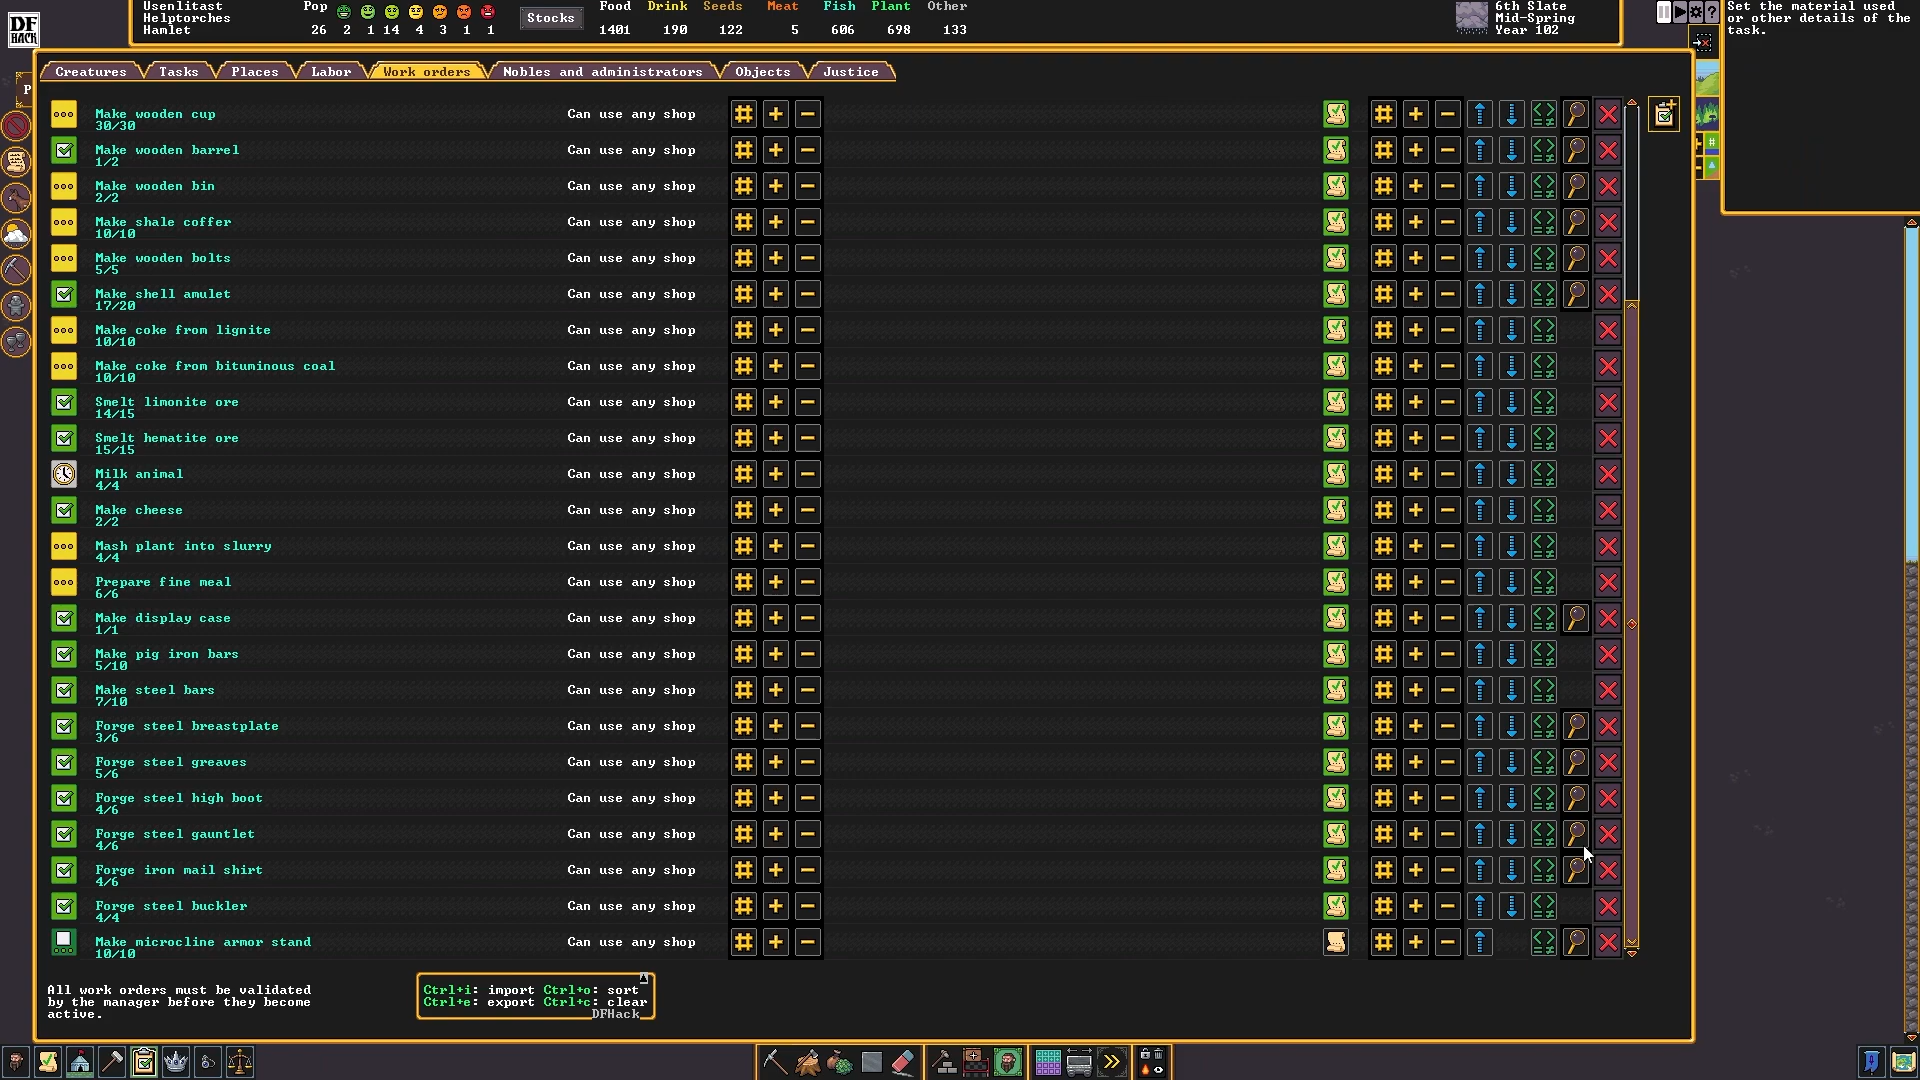 DF
HACK
Usenlitast
Helptorches
Hamlet
Pop
26 2 1 14 4 3 1 1
Stocks
Food Drink Seeds Meat Fish Plant Other
1401 190 122 5 606 698 133
6th Slate
Mid-Spring
Year 102
Set the material used
or other details of the
task.
P
Creatures Tasks Places Labor Work orders Nobles and administrators Objects Justice
Make wooden cup Can use any shop
30/30
Make wooden barrel Can use any shop
1/2
Make wooden bin Can use any shop
2/2
Make shale coffer Can use any shop
10/10
Make wooden bolts Can use any shop
5/5
Make shell amulet Can use any shop
17/20
Make coke from lignite Can use any shop
10/10
Make coke from bituminous coal Can use any shop
10/10
Smelt limonite ore Can use any shop
14/15
Smelt hematite ore Can use any shop
15/15
Milk animal Can use any shop
4/4
Make cheese Can use any shop
2/2
Mash plant into slurry Can use any shop
4/4
Prepare fine meal Can use any shop
6/6
Make display case Can use any shop
1/1
Make pig iron bars Can use any shop
5/10
Make steel bars Can use any shop
7/10
Forge steel breastplate Can use any shop
3/6
Forge steel greaves Can use any shop
5/6
Forge steel high boot Can use any shop
4/6
Forge steel gauntlet Can use any shop
4/6
Forge iron mail shirt Can use any shop
4/6
Forge steel buckler Can use any shop
4/4
Make microcline armor stand Can use any shop
10/10
All work orders must be validated
by the manager before they become
active.
Ctrl+i: import Ctrl+o: sort
Ctrl+e: export Ctrl+c: clear
DFHack